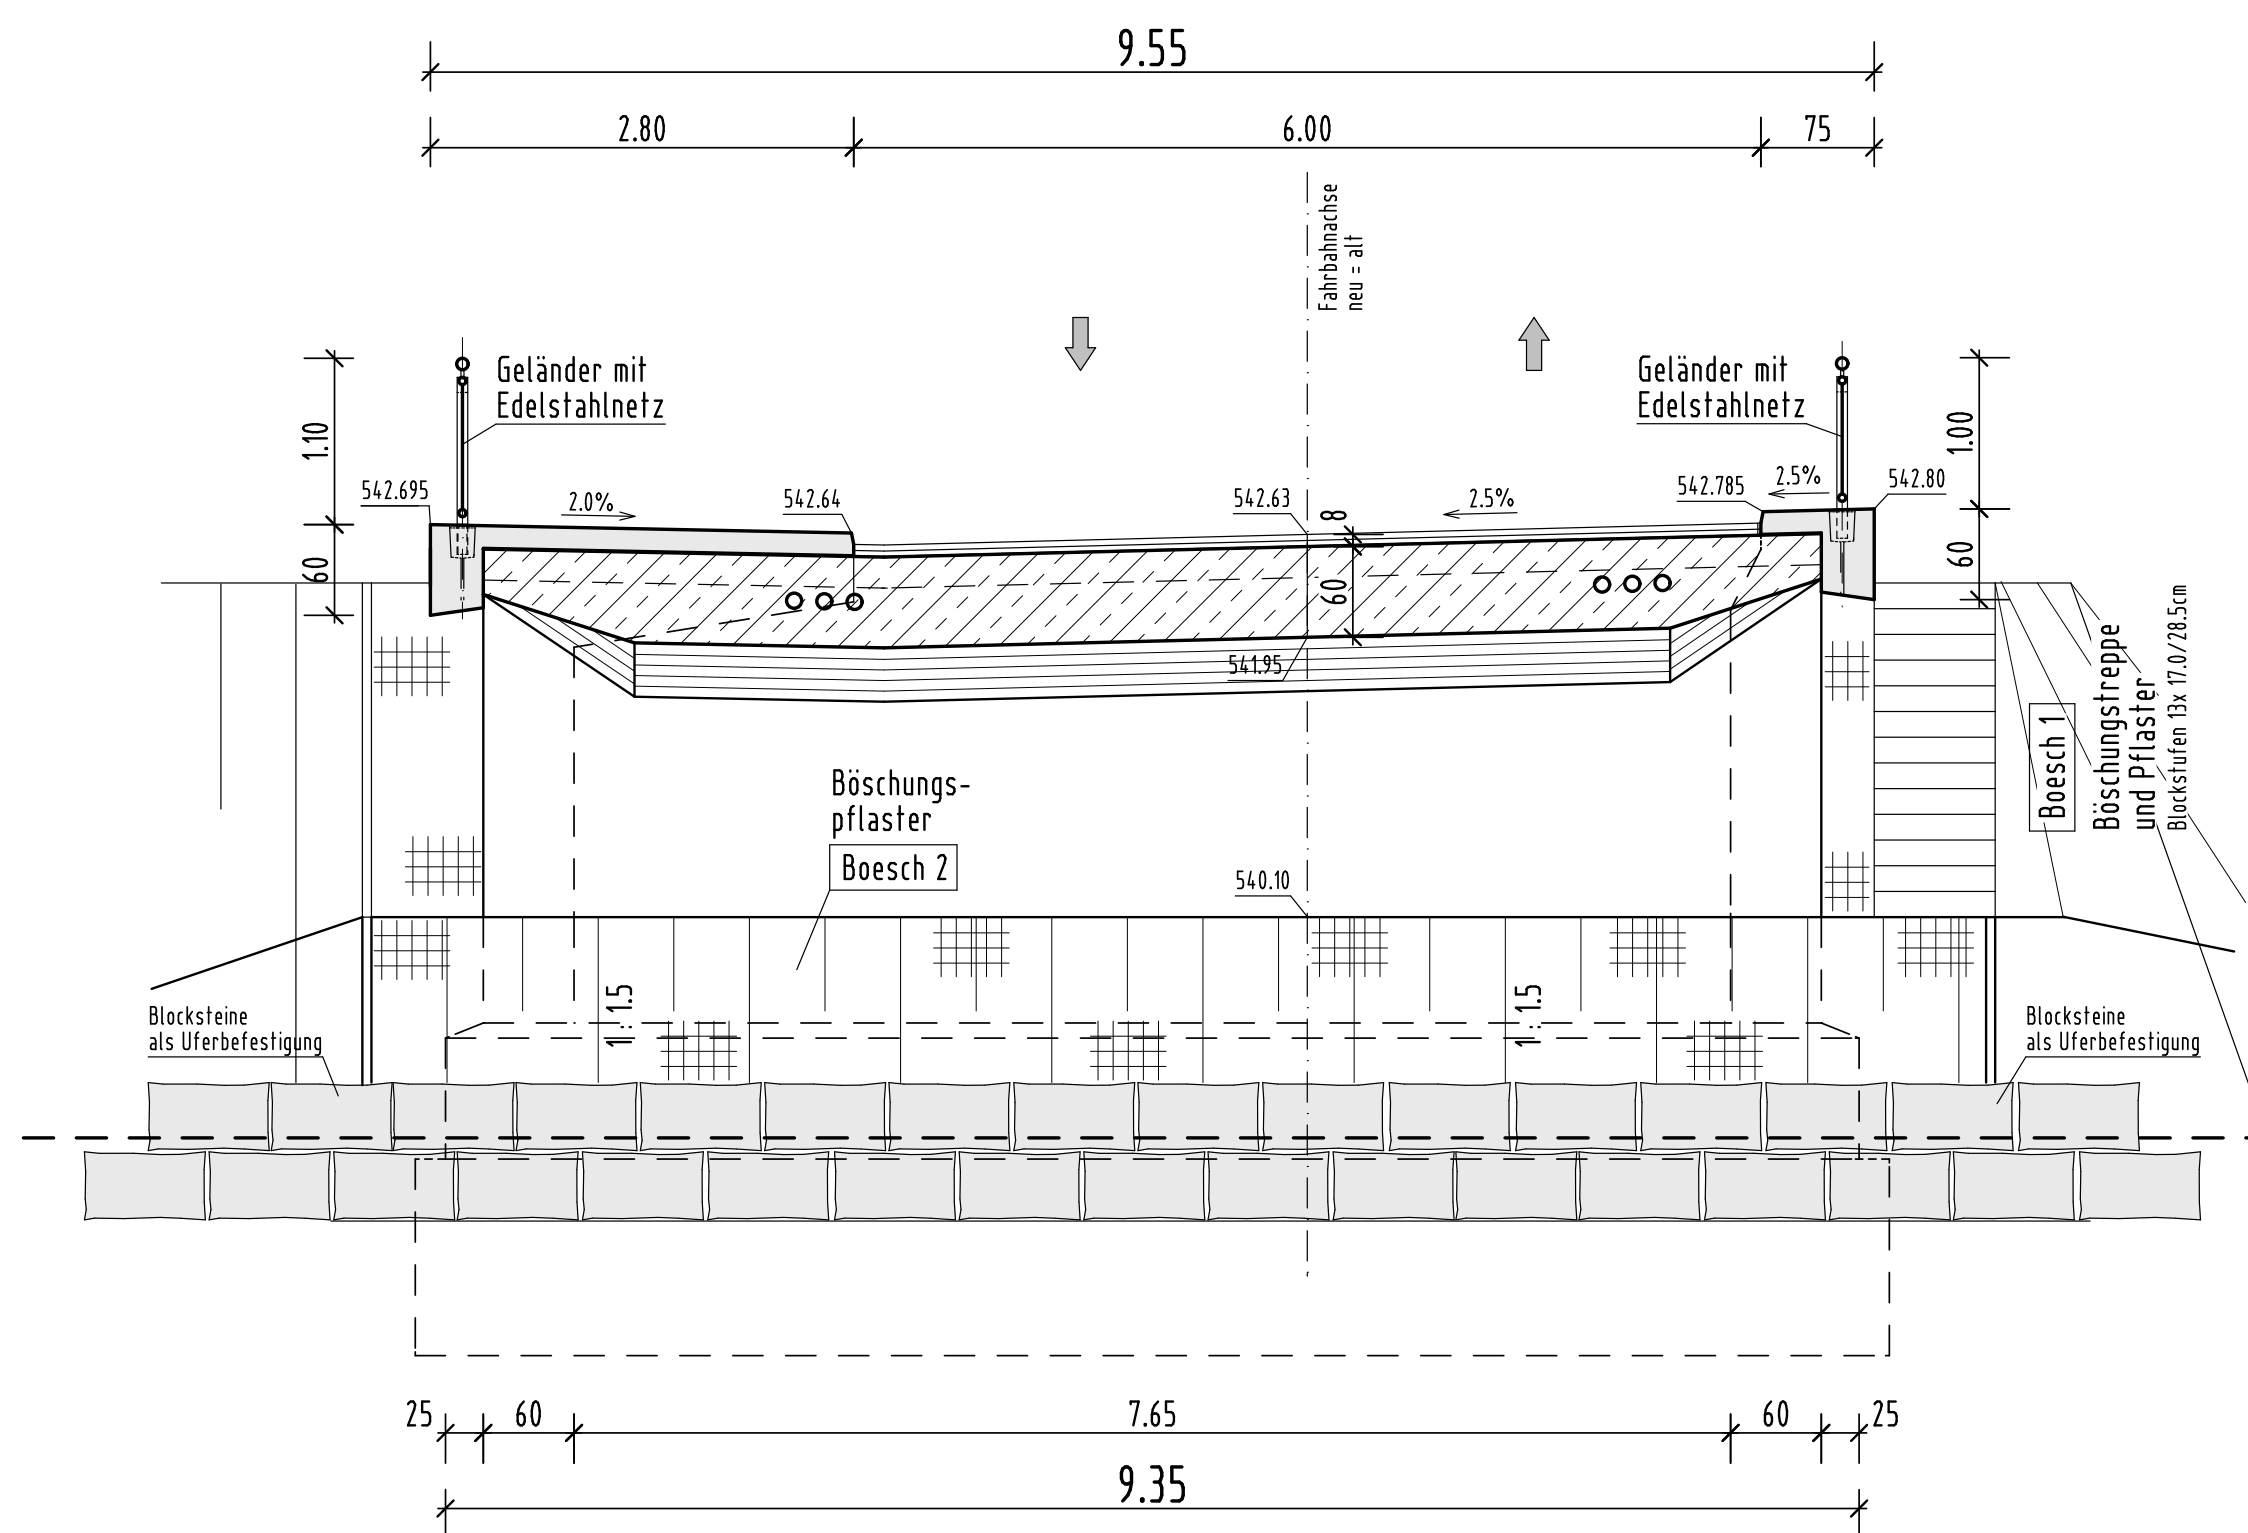 9.55
2.80
6.00
75
Fahrbahnachse
neu = alt
Geländer mit
Edelstahlnetz
Geländer mit
Edelstahlnetz
1.10
1.00
542.695
2.0%
542.64
542.63
8
2.5%
542.785
2.5%
542.80
60
60
60
541.95
Böschungs-
pflaster
Boesch 2
540.10
Boesch 1
Böschungstreppe
und Pflaster
Blockstufen 13x 17.0/28.5cm
1: 1.5
1: 1.5
Blocksteine
als Uferbefestigung
Blocksteine
als Uferbefestigung
25
60
7.65
60
25
9.35